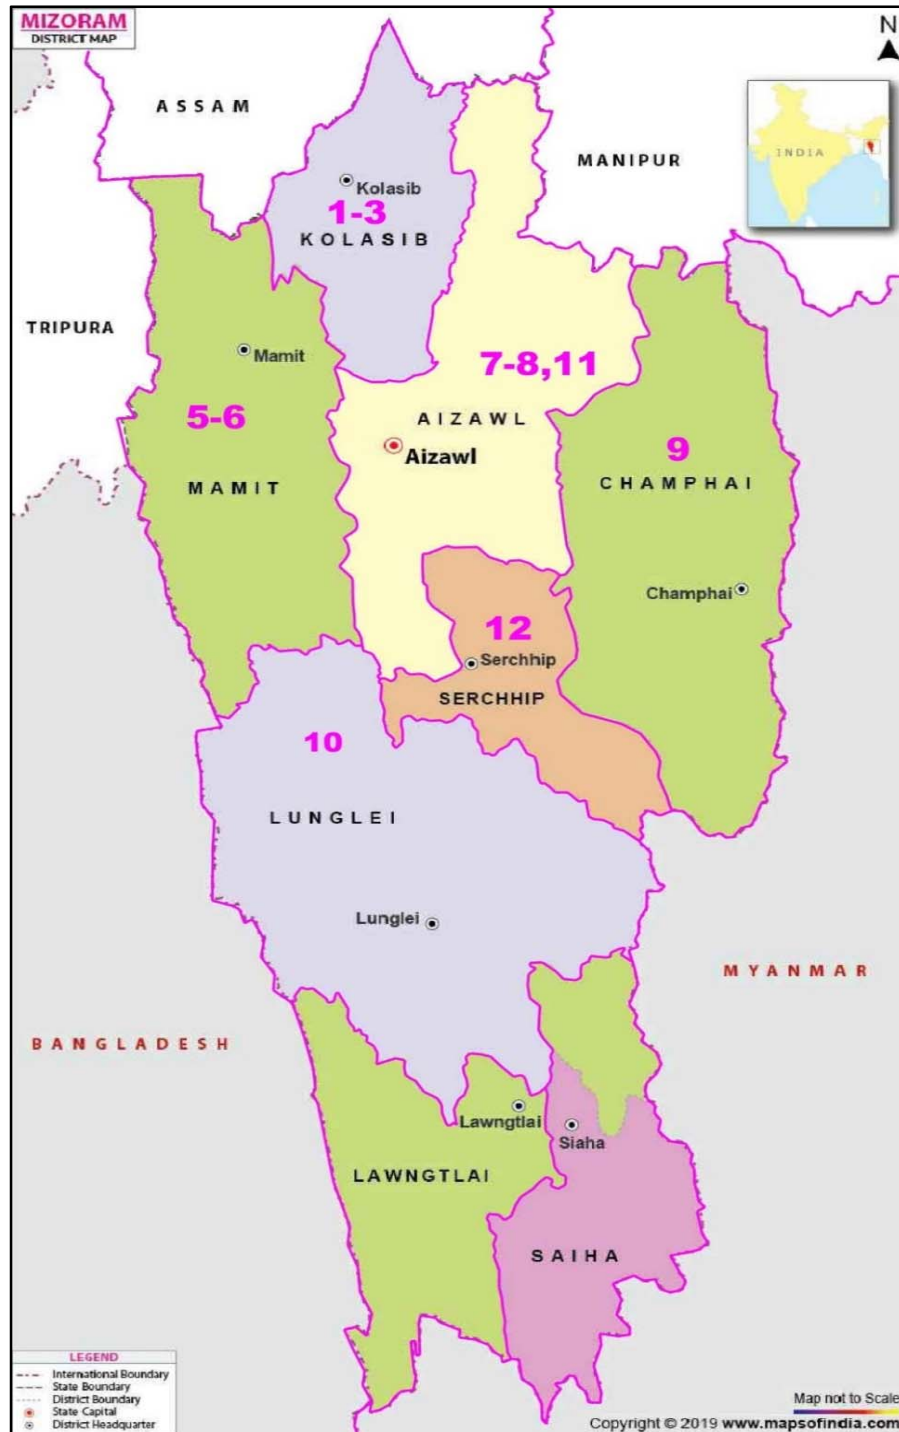 MIZORAM
DISTRICT MAP
N
ASSAM
MANIPUR
INDIA
Kolasib
1-3
KOLASIB
TRIPURA
Mamit
7-8,11
5-6
AIZAWL
Aizawl
9
MAMIT
CHAMPHAI
Champhai
12
Serchhip
SERCHHIP
10
LUNGLEI
Lunglei
MYANMAR
BANGLADESH
Lawngtlai
Siaha
LAWNGTLAI
SAIHA
LEGEND
International Boundary
State Boundary
District Boundary
State Capital
District Headquarter
Map not to Scale
Copyright © 2019 www.mapsofindia.com